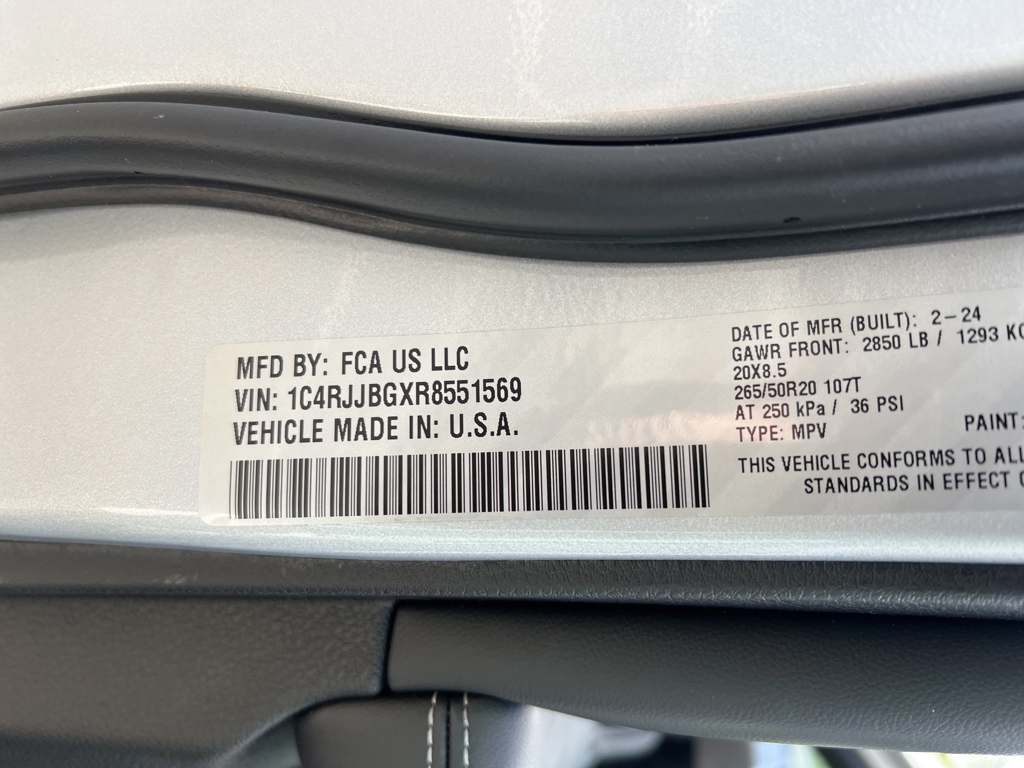 MFD BY: FCA US LLC
VIN: 1C4RJJBGXR8551569
VEHICLE MADE IN: U.S.A.
DATE OF MFR (BUILT): 2-24
GAWR FRONT: 2850 LB / 1293 KG
20X8.5
265/50R20 107T
AT 250 kPa / 36 PSI
TYPE: MPV PAINT:
THIS VEHICLE CONFORMS TO ALL
STANDARDS IN EFFECT